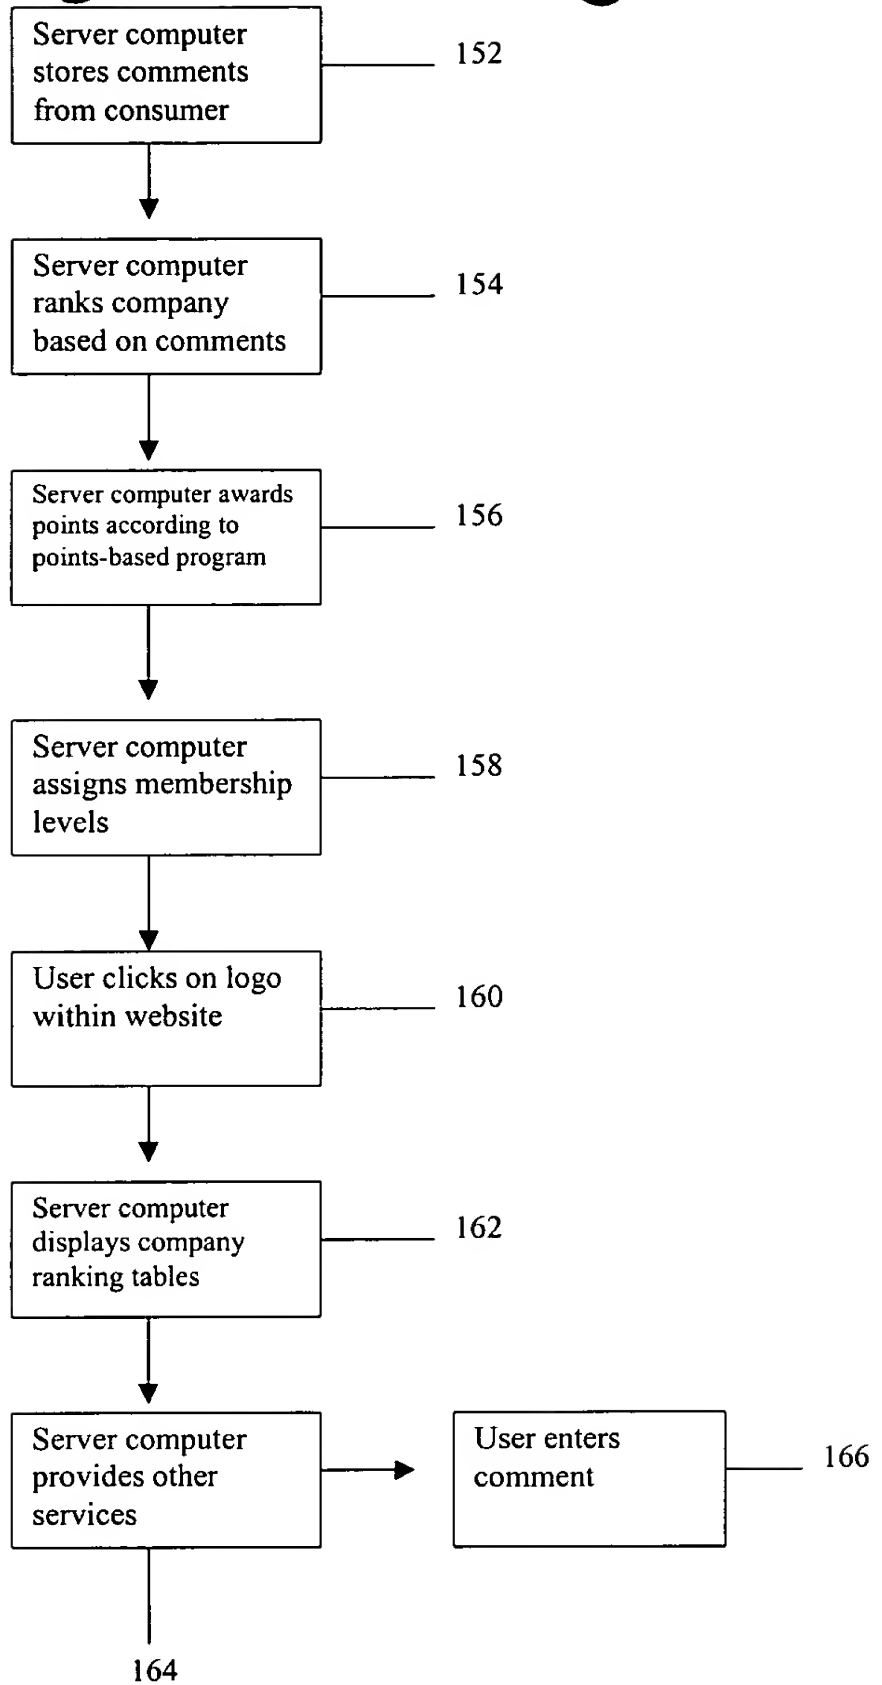 Server computer
stores comments
from consumer
152
Server computer
ranks company
based on comments
154
Server computer awards
points according to
points-based program
156
Server computer
assigns membership
levels
158
User clicks on logo
within website
160
Server computer
displays company
ranking tables
162
Server computer
provides other
services
User enters
comment
166
164